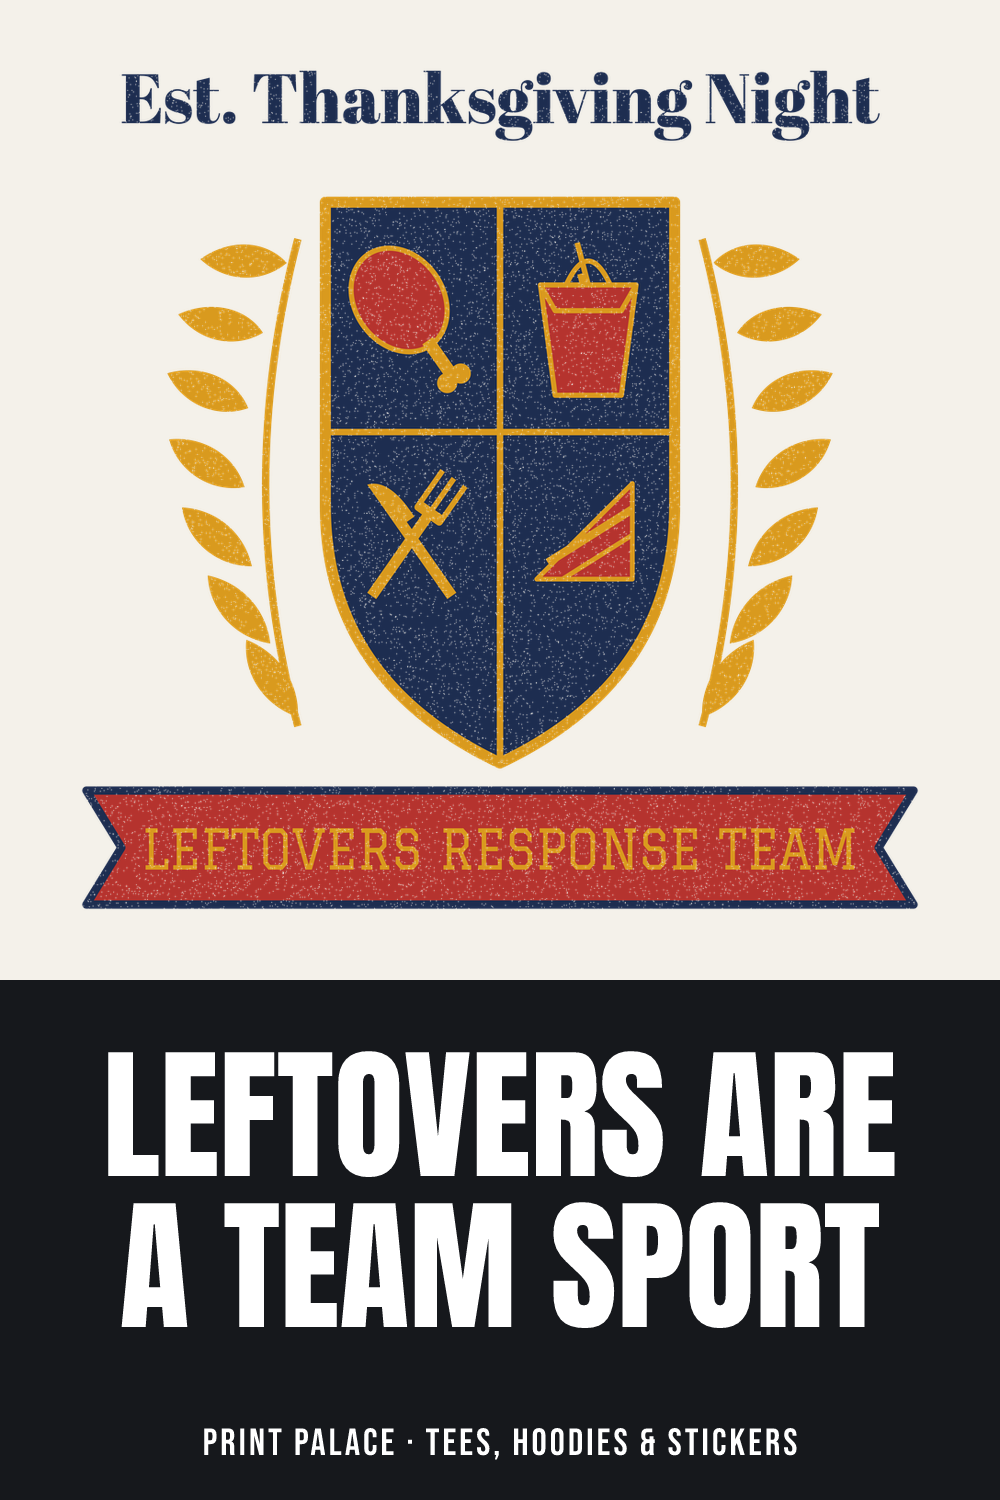 Est. Thanksgiving Night
LEFTOVERS RESPONSE TEAM
LEFTOVERS ARE
A TEAM SPORT
PRINT PALACE · TEES, HOODIES & STICKERS